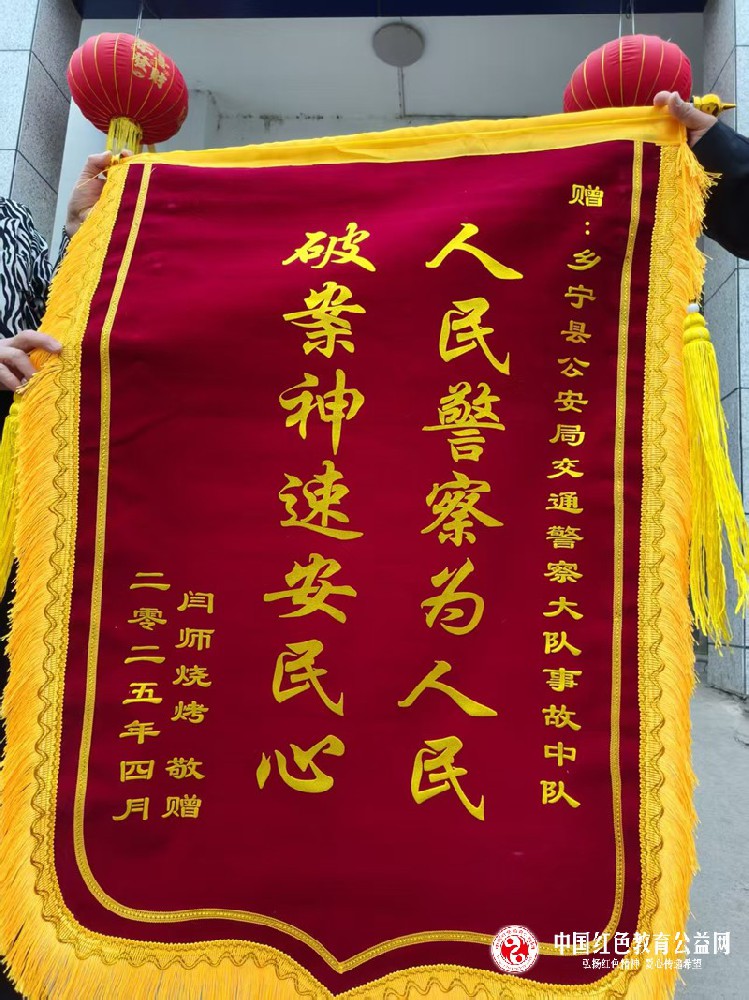 赠：乡宁县公安局交通警察大队事故中队
人民警察为人民
破案神速安民心
闫师烧烤 敬赠
二零二五年四月
中国红色教育公益网
弘扬红色精神 爱心传递希望